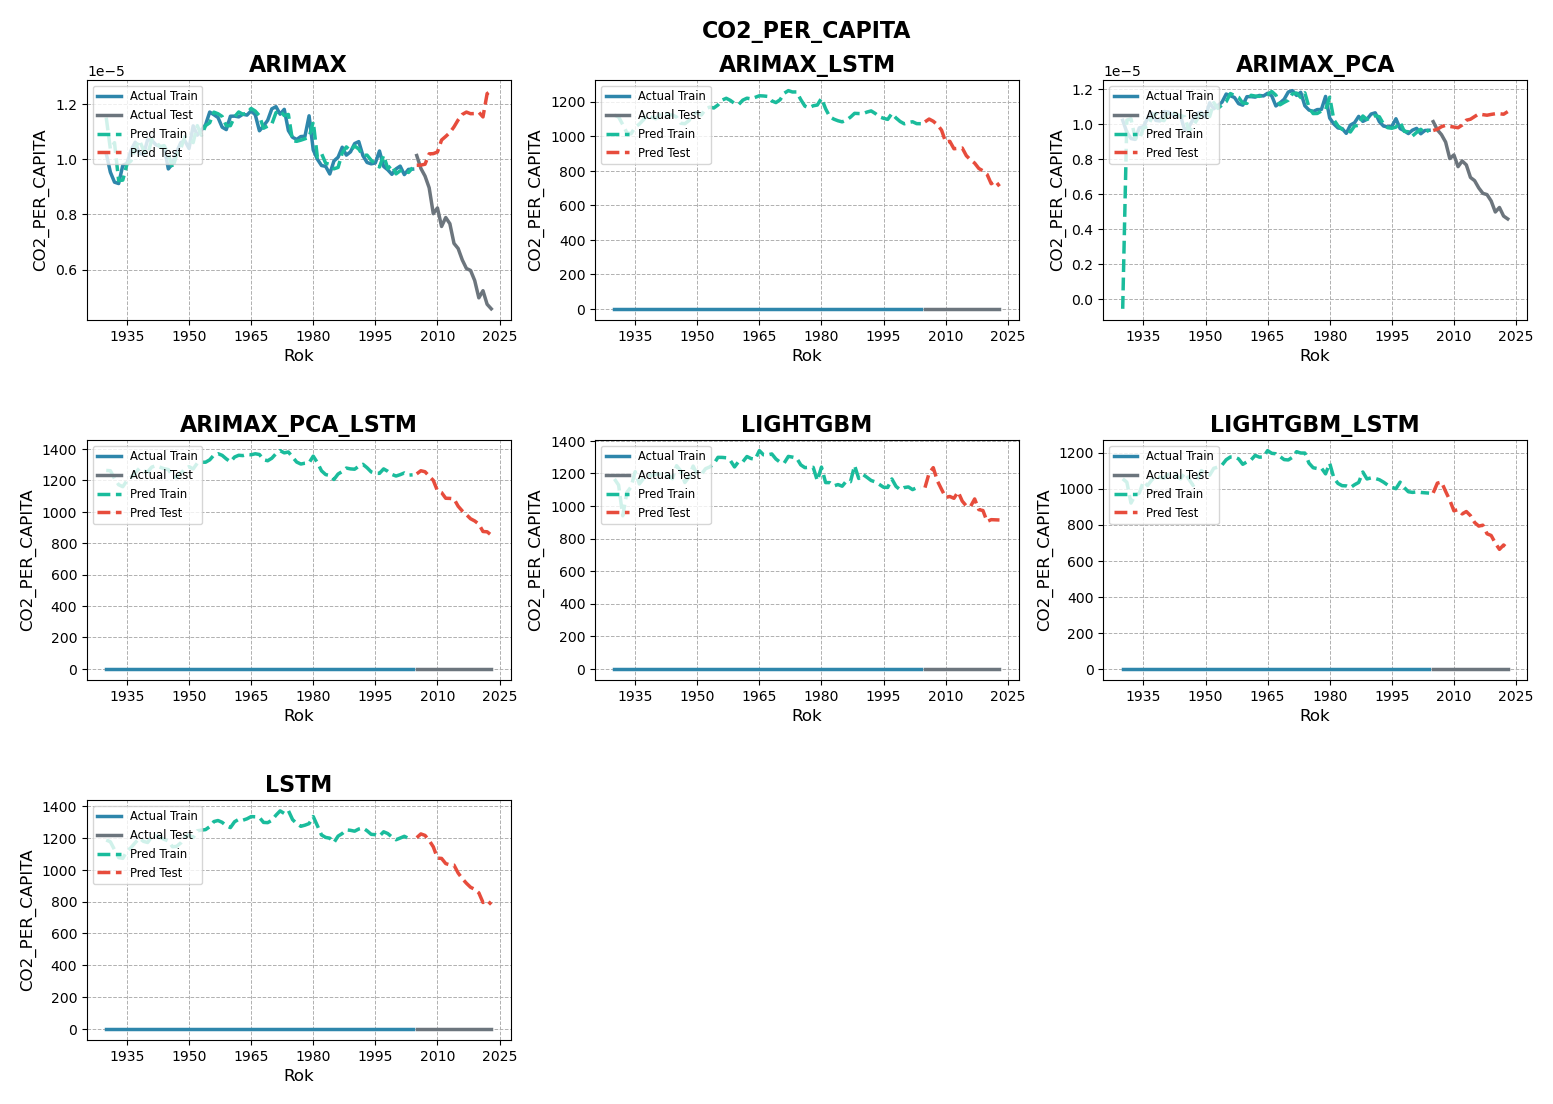 CO2_PER_CAPITA
ARIMAX
1e−5
CO2_PER_CAPITA
1.2
1.0
0.8
0.6
Actual Train
Actual Test
Pred Train
Pred Test
1935 1950 1965 1980 1995 2010 2025
Rok
ARIMAX_LSTM
CO2_PER_CAPITA
1200
1000
800
600
400
200
0
Actual Train
Actual Test
Pred Train
Pred Test
1935 1950 1965 1980 1995 2010 2025
Rok
ARIMAX_PCA
1e−5
CO2_PER_CAPITA
1.2
1.0
0.8
0.6
0.4
0.2
0.0
Actual Train
Actual Test
Pred Train
Pred Test
1935 1950 1965 1980 1995 2010 2025
Rok
ARIMAX_PCA_LSTM
CO2_PER_CAPITA
1400
1200
1000
800
600
400
200
0
Actual Train
Actual Test
Pred Train
Pred Test
1935 1950 1965 1980 1995 2010 2025
Rok
LIGHTGBM
CO2_PER_CAPITA
1400
1200
1000
800
600
400
200
0
Actual Train
Actual Test
Pred Train
Pred Test
1935 1950 1965 1980 1995 2010 2025
Rok
LIGHTGBM_LSTM
CO2_PER_CAPITA
1200
1000
800
600
400
200
0
Actual Train
Actual Test
Pred Train
Pred Test
1935 1950 1965 1980 1995 2010 2025
Rok
LSTM
CO2_PER_CAPITA
1400
1200
1000
800
600
400
200
0
Actual Train
Actual Test
Pred Train
Pred Test
1935 1950 1965 1980 1995 2010 2025
Rok